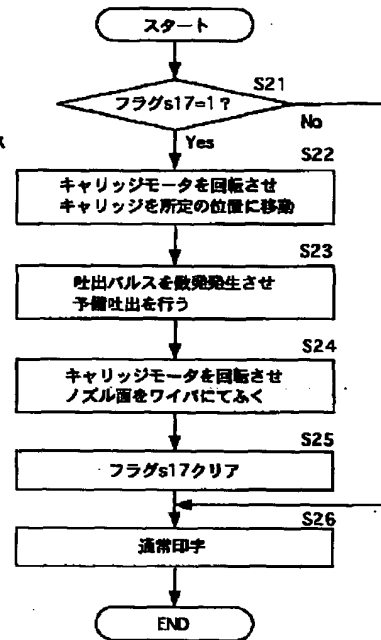 スタート
S21
フラグs17=1?
No
Yes
S22
キャリッジモータを回転させ
キャリッジを所定の位置に移動
S23
吐出パルスを数発発生させ
予備吐出を行う
S24
キャリッジモータを回転させ
ノズル面をワイパにてふく
S25
フラグs17クリア
S26
通常印字
END